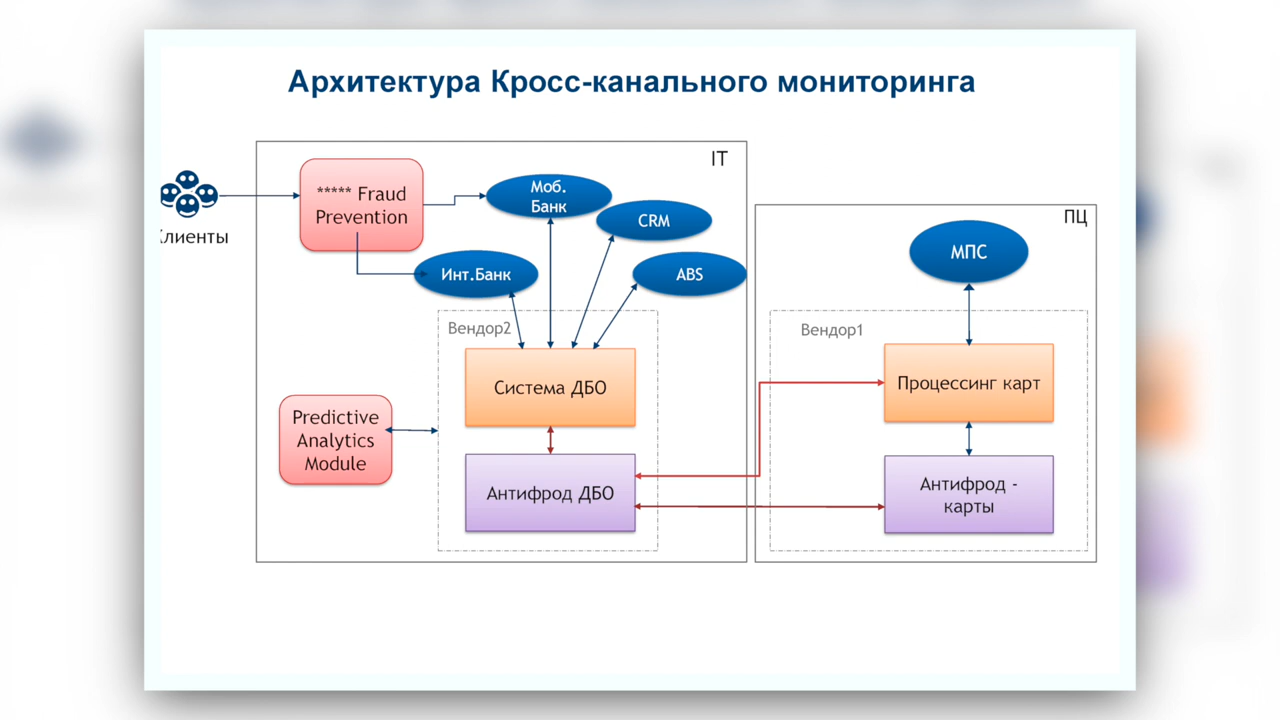 Архитектура Кросс-канального мониторинга
IT
***** Fraud
Prevention
Моб.
Банк
CRM
Клиенты
Инт.Банк
ABS
ПЦ
МПС
Вендор2
Вендор1
Система ДБО
Процессинг карт
Predictive
Analytics
Module
Антифрод ДБО
Антифрод -
карты